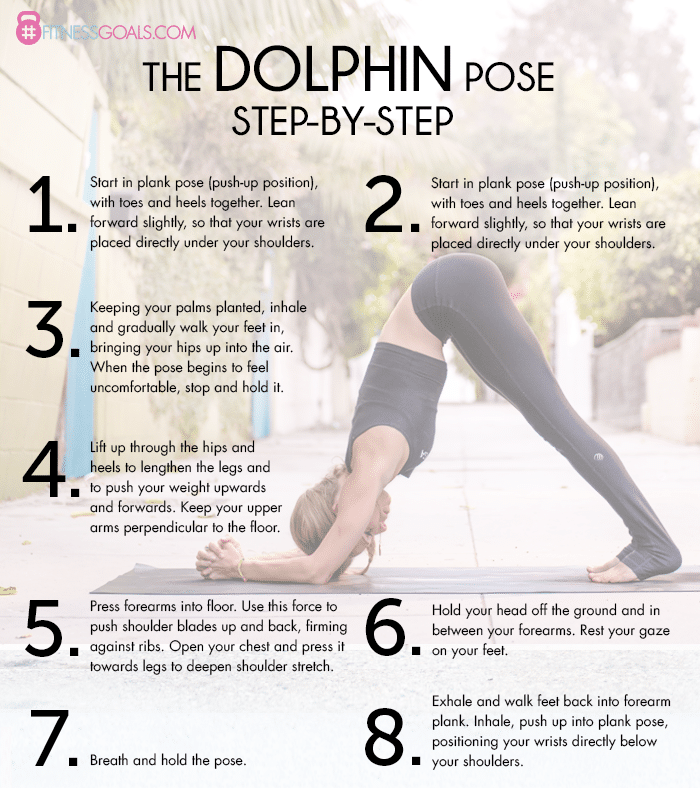 #FITNESSGOALS.COM
THE DOLPHIN POSE
STEP-BY-STEP
1.
Start in plank pose (push-up position),
with toes and heels together. Lean
forward slightly, so that your wrists are
placed directly under your shoulders.
2.
Start in plank pose (push-up position),
with toes and heels together. Lean
forward slightly, so that your wrists are
placed directly under your shoulders.
3.
Keeping your palms planted, inhale
and gradually walk your feet in,
bringing your hips up into the air.
When the pose begins to feel
uncomfortable, stop and hold it.
4.
Lift up through the hips and
heels to lengthen the legs and
to push your weight upwards
and forwards. Keep your upper
arms perpendicular to the floor.
5.
Press forearms into floor. Use this force to
push shoulder blades up and back, firming
against ribs. Open your chest and press it
towards legs to deepen shoulder stretch.
6.
Hold your head off the ground and in
between your forearms. Rest your gaze
on your feet.
7.
Breath and hold the pose.
8.
Exhale and walk feet back into forearm
plank. Inhale, push up into plank pose,
positioning your wrists directly below
your shoulders.